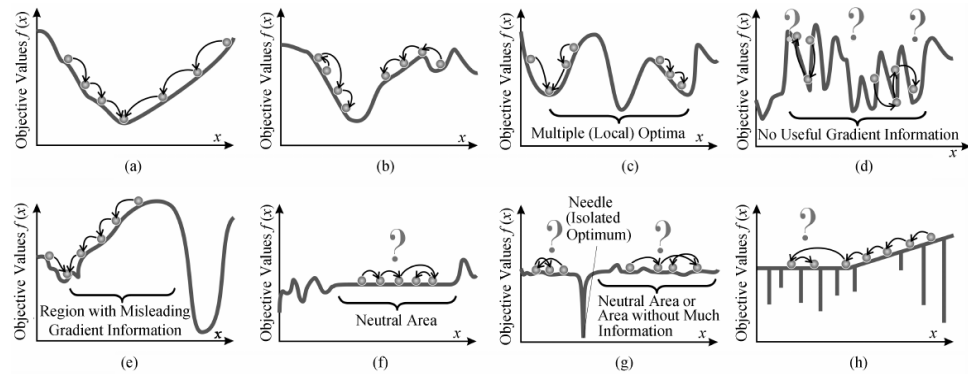 Objective Values f (x)
x
(a)
Objective Values f (x)
x
(b)
Objective Values f (x)
Multiple (Local) Optima
x
(c)
Objective Values f (x)
? ? ?
No Useful Gradient Information
x
(d)
Objective Values f (x)
Region with Misleading
Gradient Information
x
(e)
Objective Values f (x)
?
Neutral Area
x
(f)
Objective Values f (x)
?
Needle
(Isolated
Optimum)
?
Neutral Area or
Area without Much
Information
x
(g)
Objective Values f (x)
?
x
(h)